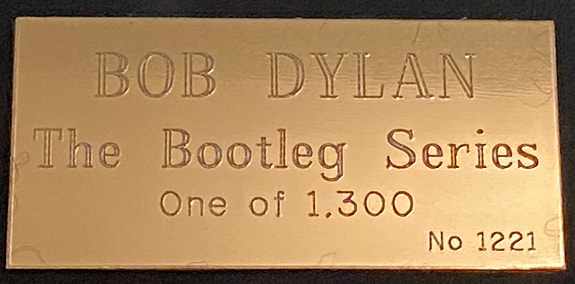 BOB DYLAN
The Bootleg Series
One of 1.300
No 1221